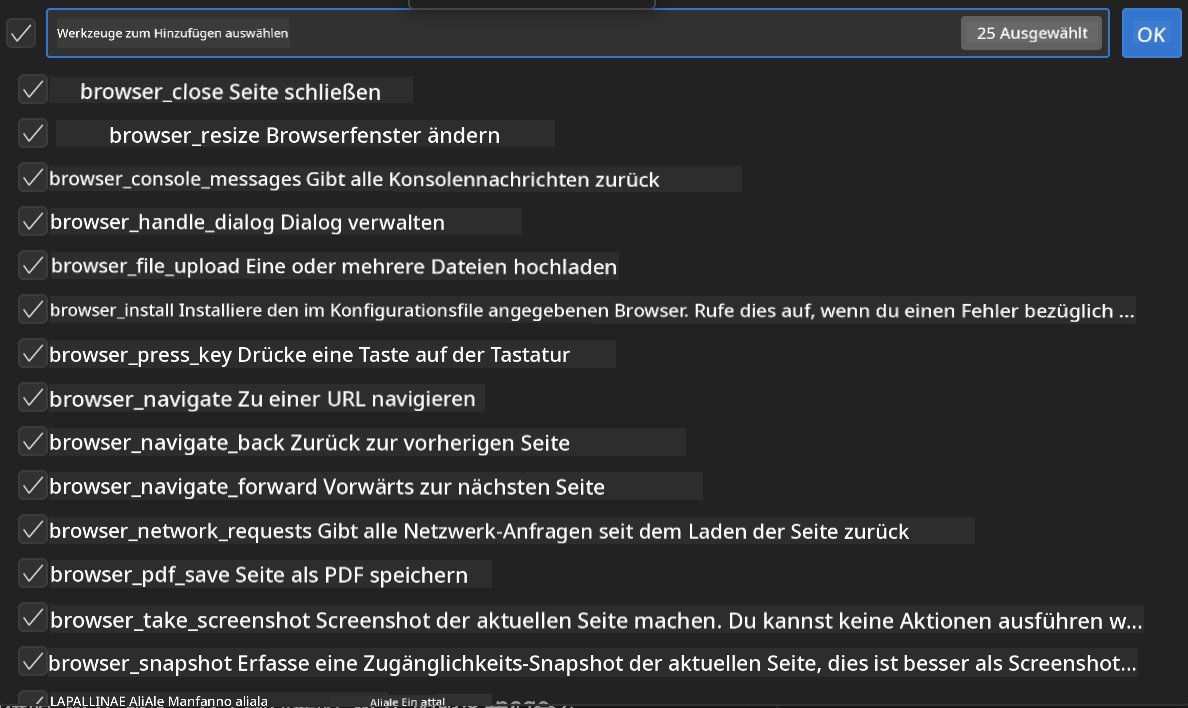 Werkzeuge zum Hinzufügen auswählen 25 Ausgewählt OK
browser_close Seite schließen
browser_resize Browserfenster ändern
browser_console_messages Gibt alle Konsolennachrichten zurück
browser_handle_dialog Dialog verwalten
browser_file_upload Eine oder mehrere Dateien hochladen
browser_install Installiere den im Konfigurationsfile angegebenen Browser. Rufe dies auf, wenn du einen Fehler bezüglich ...
browser_press_key Drücke eine Taste auf der Tastatur
browser_navigate Zu einer URL navigieren
browser_navigate_back Zurück zur vorherigen Seite
browser_navigate_forward Vorwärts zur nächsten Seite
browser_network_requests Gibt alle Netzwerk-Anfragen seit dem Laden der Seite zurück
browser_pdf_save Seite als PDF speichern
browser_take_screenshot Screenshot der aktuellen Seite machen. Du kannst keine Aktionen ausführen w...
browser_snapshot Erfasse eine Zugänglichkeits-Snapshot der aktuellen Seite, dies ist besser als Screenshot...
LAPALLINAE AliAle Manfanno aliala